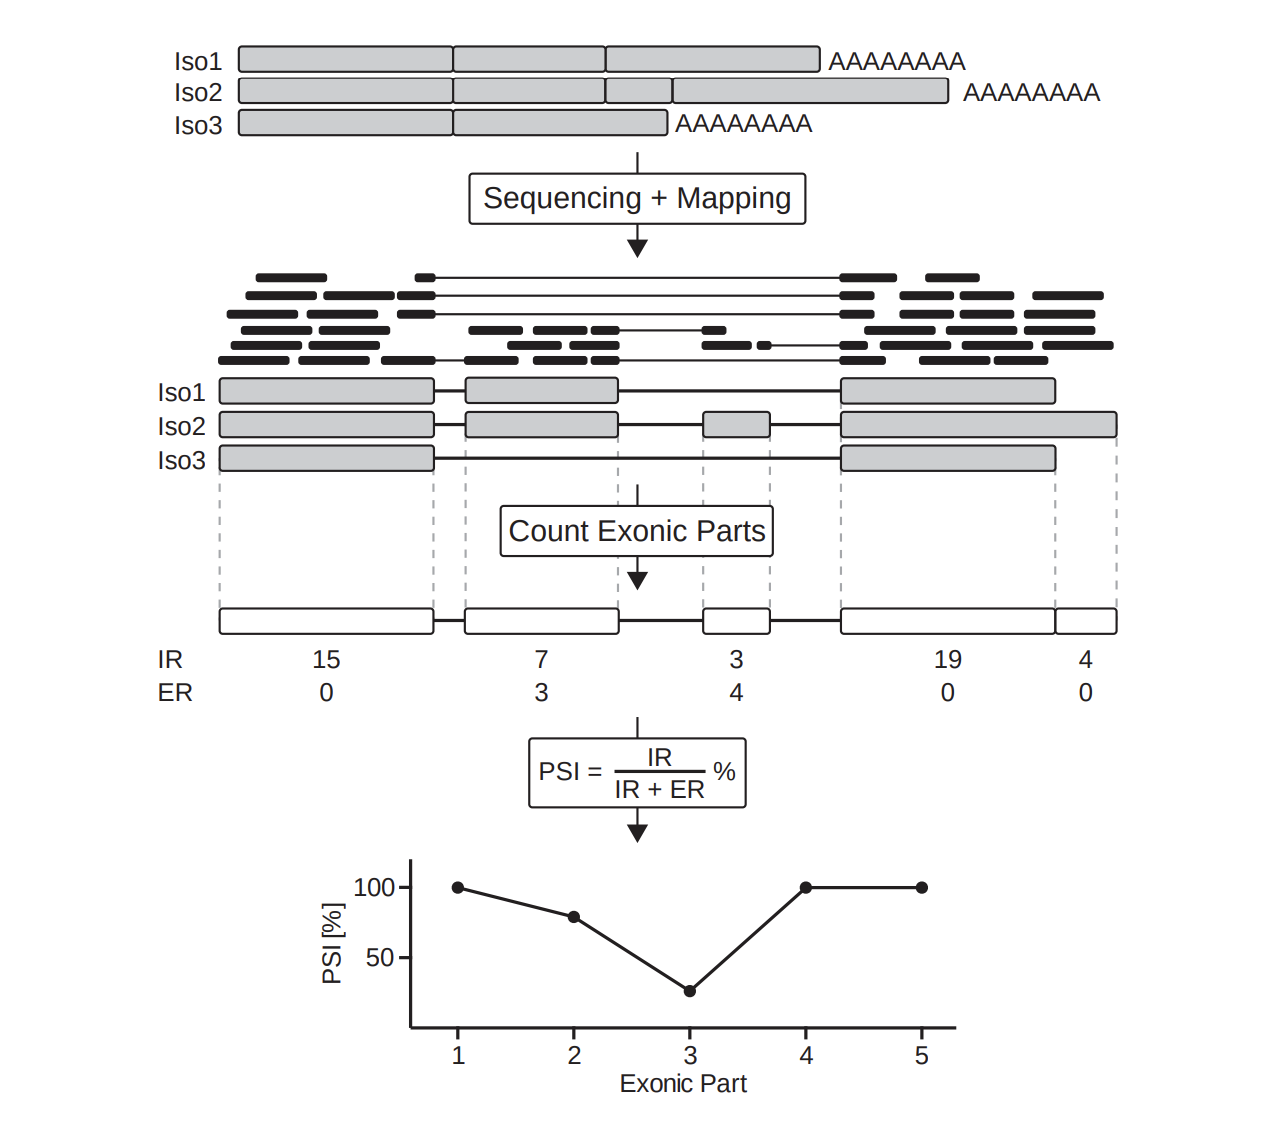 Iso1 AAAAAAAA
Iso2 AAAAAAAA
Iso3 AAAAAAAA
Sequencing + Mapping
Iso1
Iso2
Iso3
Count Exonic Parts
IR 15 7 3 19 4
ER 0 3 4 0 0
PSI = IR / IR + ER %
PSI [%]
100
50
1 2 3 4 5
Exonic Part